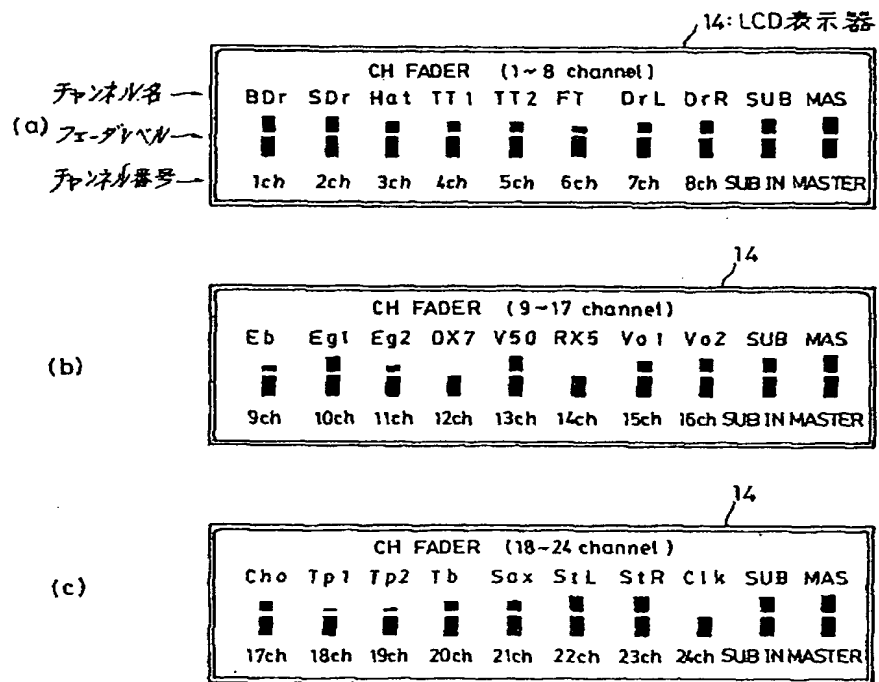 14:LCD表示器
CH FADER (1~8 channel)
チャンネル名 BDr SDr Hat TT1 TT2 FT DrL DrR SUB MAS
(a) フェーダレベル
チャンネル番号 1ch 2ch 3ch 4ch 5ch 6ch 7ch 8ch SUB IN MASTER
14
CH FADER (9~17 channel)
Eb Eg1 Eg2 DX7 V50 RX5 Vo1 Vo2 SUB MAS
(b)
9ch 10ch 11ch 12ch 13ch 14ch 15ch 16ch SUB IN MASTER
14
CH FADER (18~24 channel)
Cho Tp1 Tp2 Tb Sax StL StR Clk SUB MAS
(c)
17ch 18ch 19ch 20ch 21ch 22ch 23ch 24ch SUB IN MASTER